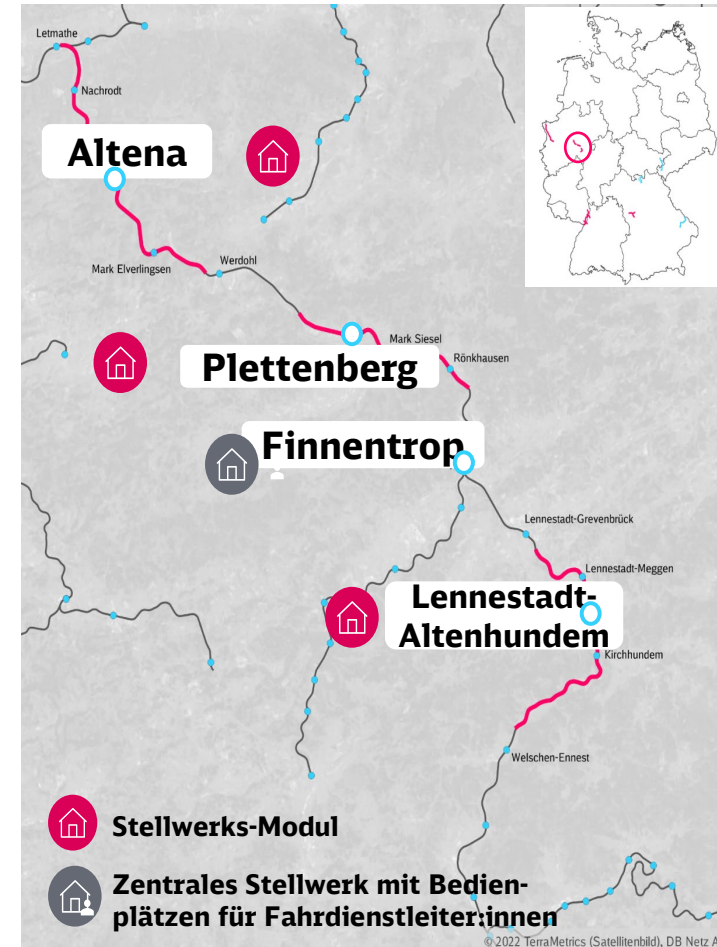 Letmathe
Nachrodt
Altena
Mark Elverlingsen
Werdohl
Mark Siesel
Rönkhausen
Plettenberg
Finnentrop
Lennestadt-Grevenbrück
Lennestadt-Meggen
Lennestadt-
Altenhundem
Kirchhundem
Welschen-Ennest
Stellwerks-Modul
Zentrales Stellwerk mit Bedien-
plätzen für Fahrdienstleiter:innen
© 2022 TerraMetrics (Satellitenbild), DB Netz A